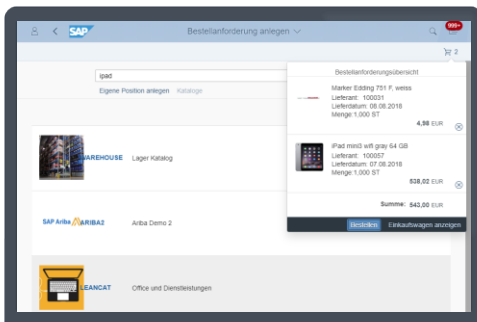 SAP
Bestellanforderung anlegen
999+
2
ipad
Eigene Position anlegen Kataloge
WAREHOUSE Lager Katalog
SAP Ariba ARIBA2 Ariba Demo 2
LEANCAT Office und Dienstleistungen
Bestellanforderungsübersicht
Marker Edding 751 F, weiss
Lieferant: 100031
Lieferdatum: 08.08.2018
Menge:1,000 ST
4,98 EUR
iPad mini3 wifi gray 64 GB
Lieferant: 100057
Lieferdatum: 07.08.2018
Menge:1,000 ST
538,02 EUR
Summe: 543,00 EUR
Bestellen Einkaufswagen anzeigen